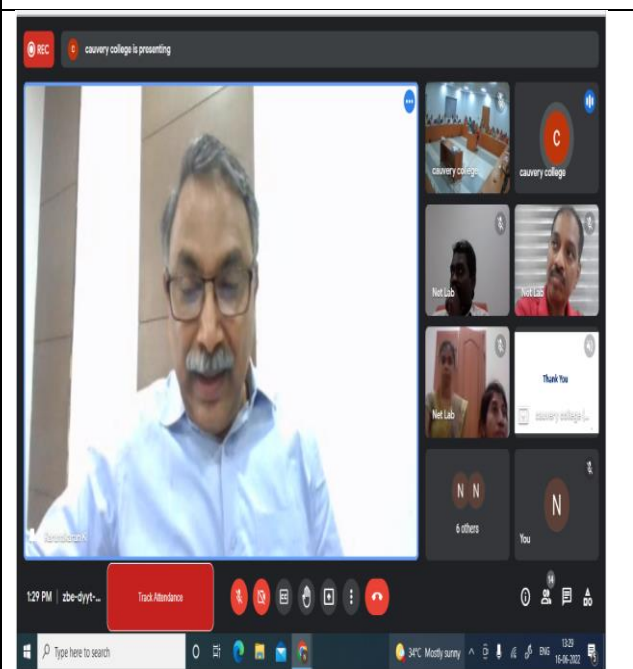 REC
C
cauvery college is presenting
cauvery college
C
cauvery college
Net Lab
Net Lab
Net Lab
Thank You
cauvery college (...
N N
6 others
N
You
1:29 PM | zbe-dyyt-...
Track Attendance
14
Type here to search
34°C Mostly sunny
ENG
13:29
16-06-2022